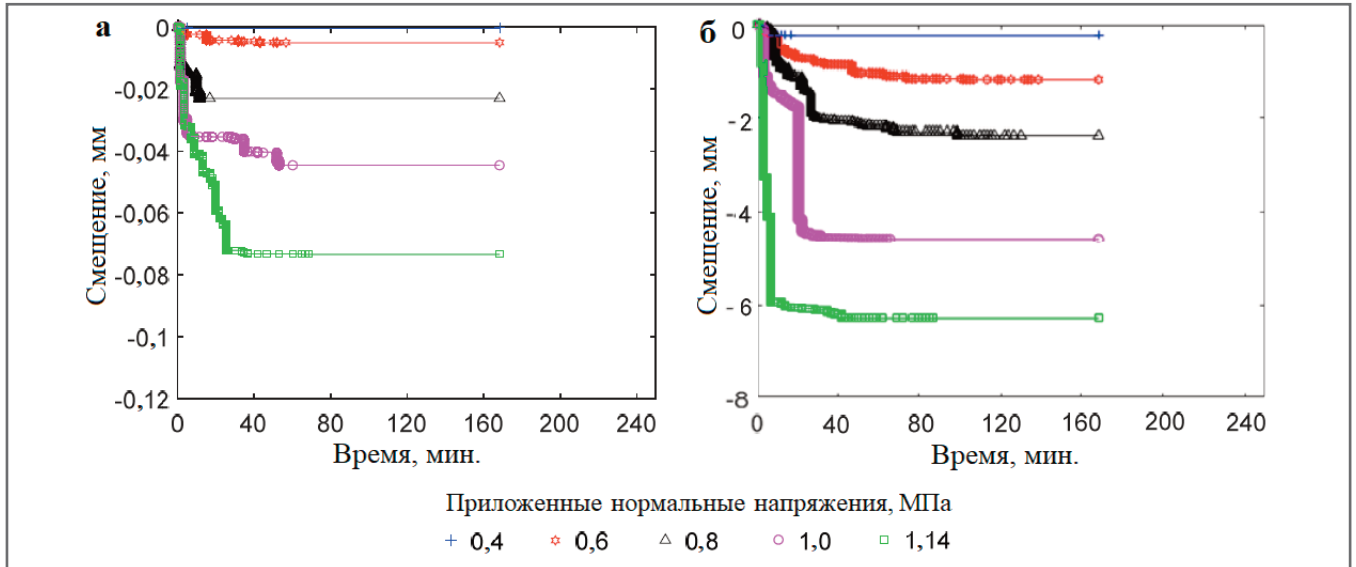 а
0
-0,02
-0,04
-0,06
-0,08
-0,1
-0,12
Смещение, мм
0 40 80 120 160 200 240
Время, мин.
б
0
-2
-4
-6
-8
Смещение, мм
0 40 80 120 160 200 240
Время, мин.
Приложенные нормальные напряжения, МПа
0,4 0,6 0,8 1,0 1,14